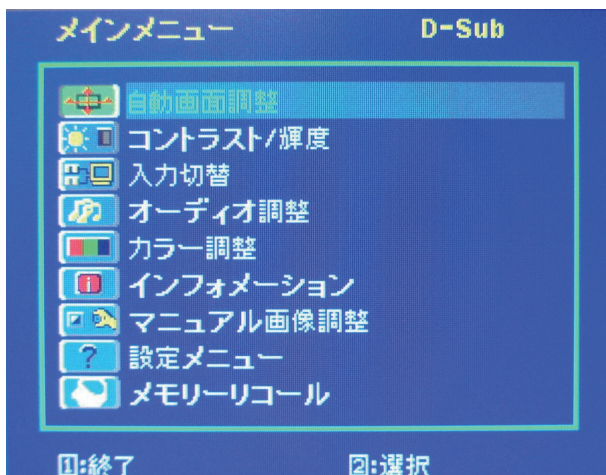 メインメニュー D-Sub
自動画面調整
コントラスト/輝度
入力切替
オーディオ調整
カラー調整
インフォメーション
マニュアル画像調整
設定メニュー
メモリーリコール
1:終了 2:選択